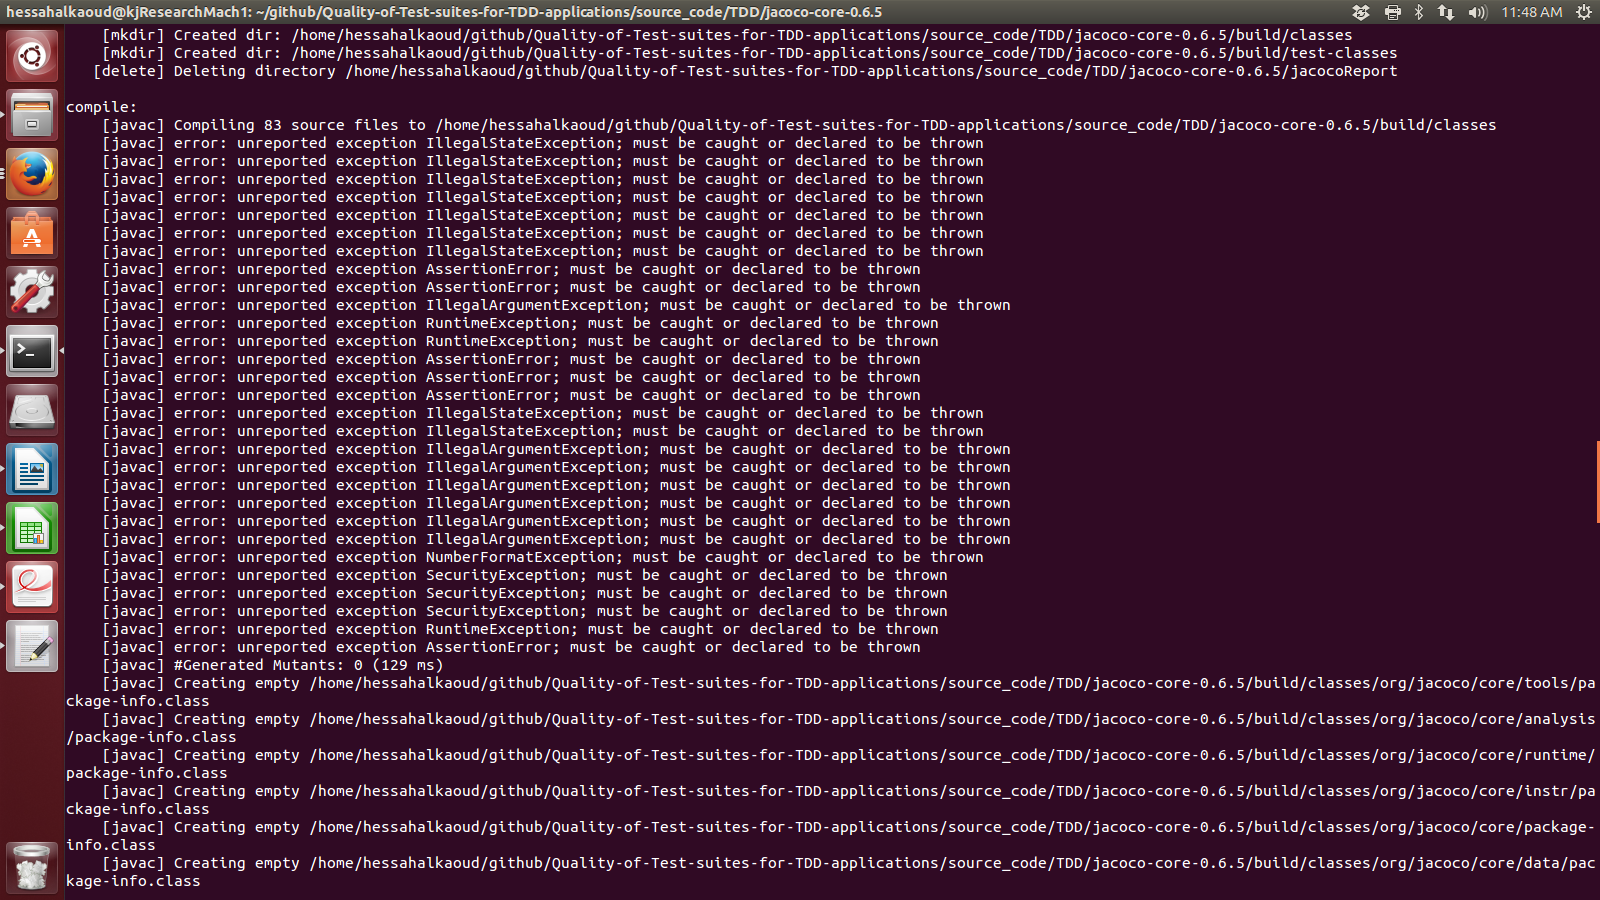 hessahalkaoud@kjResearchMach1: ~/github/Quality-of-Test-suites-for-TDD-applications/source_code/TDD/jacoco-core-0.6.5
11:48 AM
[mkdir] Created dir: /home/hessahalkaoud/github/Quality-of-Test-suites-for-TDD-applications/source_code/TDD/jacoco-core-0.6.5/build/classes
[mkdir] Created dir: /home/hessahalkaoud/github/Quality-of-Test-suites-for-TDD-applications/source_code/TDD/jacoco-core-0.6.5/build/test-classes
[delete] Deleting directory /home/hessahalkaoud/github/Quality-of-Test-suites-for-TDD-applications/source_code/TDD/jacoco-core-0.6.5/jacocoReport
compile:
[javac] Compiling 83 source files to /home/hessahalkaoud/github/Quality-of-Test-suites-for-TDD-applications/source_code/TDD/jacoco-core-0.6.5/build/classes
[javac] error: unreported exception IllegalStateException; must be caught or declared to be thrown
[javac] error: unreported exception IllegalStateException; must be caught or declared to be thrown
[javac] error: unreported exception IllegalStateException; must be caught or declared to be thrown
[javac] error: unreported exception IllegalStateException; must be caught or declared to be thrown
[javac] error: unreported exception IllegalStateException; must be caught or declared to be thrown
[javac] error: unreported exception IllegalStateException; must be caught or declared to be thrown
[javac] error: unreported exception IllegalStateException; must be caught or declared to be thrown
[javac] error: unreported exception AssertionError; must be caught or declared to be thrown
[javac] error: unreported exception AssertionError; must be caught or declared to be thrown
[javac] error: unreported exception IllegalArgumentException; must be caught or declared to be thrown
[javac] error: unreported exception RuntimeException; must be caught or declared to be thrown
[javac] error: unreported exception RuntimeException; must be caught or declared to be thrown
[javac] error: unreported exception AssertionError; must be caught or declared to be thrown
[javac] error: unreported exception AssertionError; must be caught or declared to be thrown
[javac] error: unreported exception AssertionError; must be caught or declared to be thrown
[javac] error: unreported exception IllegalStateException; must be caught or declared to be thrown
[javac] error: unreported exception IllegalStateException; must be caught or declared to be thrown
[javac] error: unreported exception IllegalArgumentException; must be caught or declared to be thrown
[javac] error: unreported exception IllegalArgumentException; must be caught or declared to be thrown
[javac] error: unreported exception IllegalArgumentException; must be caught or declared to be thrown
[javac] error: unreported exception IllegalArgumentException; must be caught or declared to be thrown
[javac] error: unreported exception IllegalArgumentException; must be caught or declared to be thrown
[javac] error: unreported exception IllegalArgumentException; must be caught or declared to be thrown
[javac] error: unreported exception NumberFormatException; must be caught or declared to be thrown
[javac] error: unreported exception SecurityException; must be caught or declared to be thrown
[javac] error: unreported exception SecurityException; must be caught or declared to be thrown
[javac] error: unreported exception SecurityException; must be caught or declared to be thrown
[javac] error: unreported exception RuntimeException; must be caught or declared to be thrown
[javac] error: unreported exception AssertionError; must be caught or declared to be thrown
[javac] #Generated Mutants: 0 (129 ms)
[javac] Creating empty /home/hessahalkaoud/github/Quality-of-Test-suites-for-TDD-applications/source_code/TDD/jacoco-core-0.6.5/build/classes/org/jacoco/core/tools/pa
ckage-info.class
[javac] Creating empty /home/hessahalkaoud/github/Quality-of-Test-suites-for-TDD-applications/source_code/TDD/jacoco-core-0.6.5/build/classes/org/jacoco/core/analysis
/package-info.class
[javac] Creating empty /home/hessahalkaoud/github/Quality-of-Test-suites-for-TDD-applications/source_code/TDD/jacoco-core-0.6.5/build/classes/org/jacoco/core/runtime/
package-info.class
[javac] Creating empty /home/hessahalkaoud/github/Quality-of-Test-suites-for-TDD-applications/source_code/TDD/jacoco-core-0.6.5/build/classes/org/jacoco/core/instr/pa
ckage-info.class
[javac] Creating empty /home/hessahalkaoud/github/Quality-of-Test-suites-for-TDD-applications/source_code/TDD/jacoco-core-0.6.5/build/classes/org/jacoco/core/package-
info.class
[javac] Creating empty /home/hessahalkaoud/github/Quality-of-Test-suites-for-TDD-applications/source_code/TDD/jacoco-core-0.6.5/build/classes/org/jacoco/core/data/pac
kage-info.class